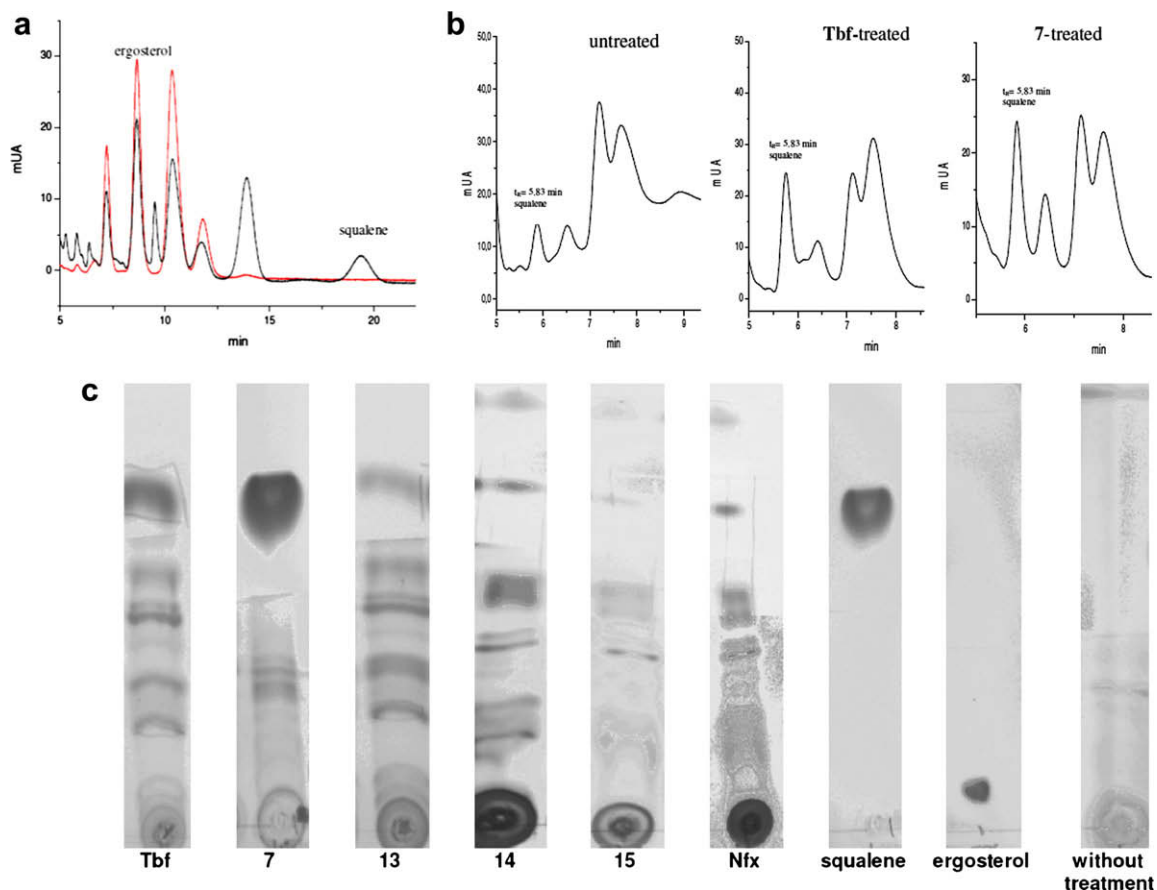 a
ergosterol
squalene
mUA
30
20
10
0
5
10
15
20
min
b
untreated
50,0
40,0
30,0
20,0
10,0
0,0
m U A
tR= 5,83 min
squalene
5
6
7
8
9
min
Tbf-treated
50
40
30
20
10
0
m U A
tR= 5,83 min
squalene
5
6
7
8
min
7-treated
30
20
10
0
m U A
tR= 5,83 min
squalene
6
8
min
c
Tbf
7
13
14
15
Nfx
squalene
ergosterol
without
treatment